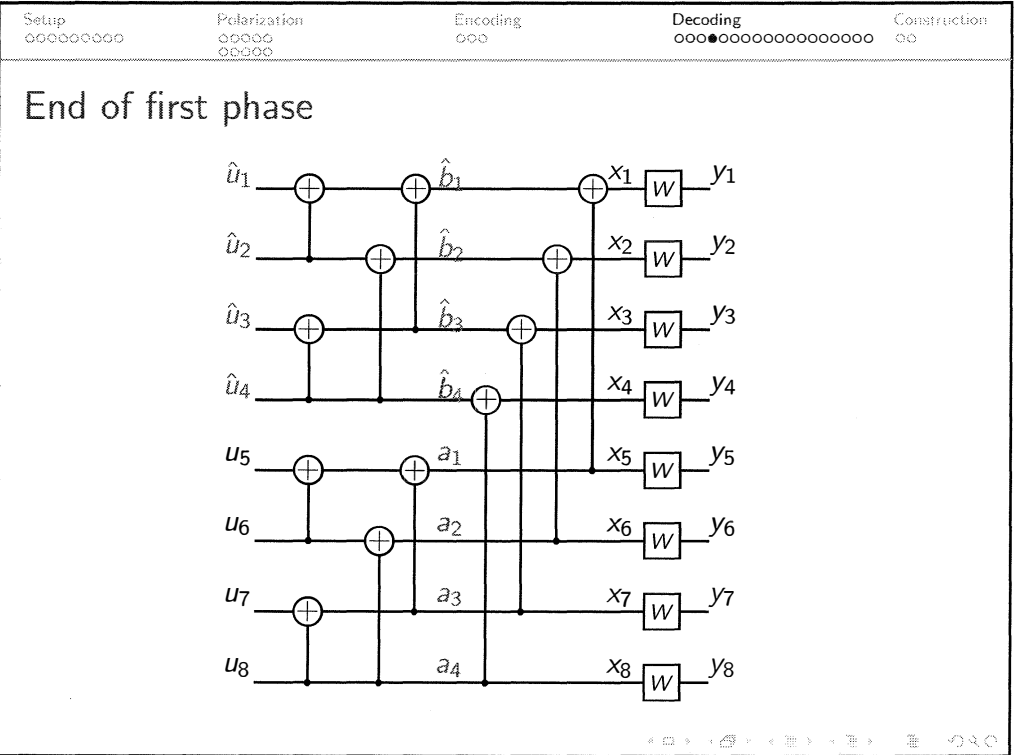 Setup Polarization Encoding Decoding Construction
End of first phase
û₁ b̂₁ x₁ W y₁
û₂ b̂₂ x₂ W y₂
û₃ b̂₃ x₃ W y₃
û₄ b̂₄ x₄ W y₄
u₅ a₁ x₅ W y₅
u₆ a₂ x₆ W y₆
u₇ a₃ x₇ W y₇
u₈ a₄ x₈ W y₈